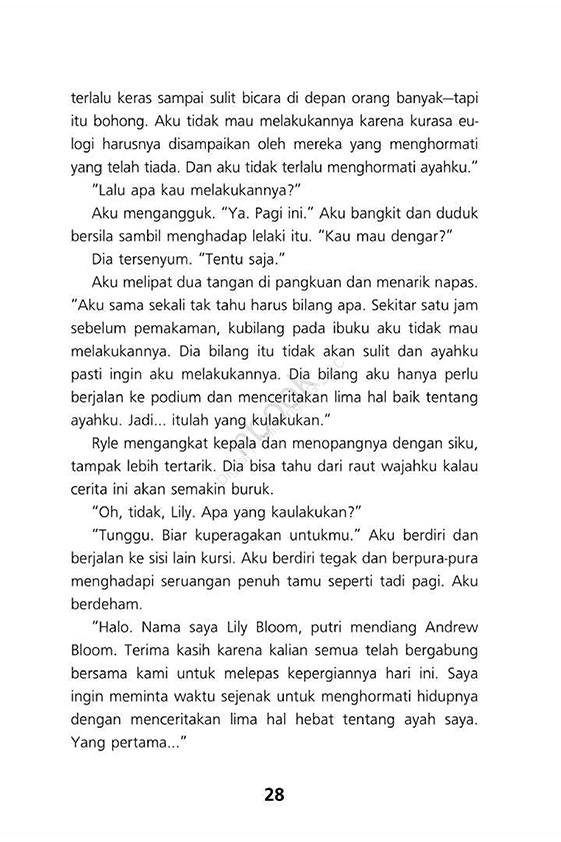 terlalu keras sampai sulit bicara di depan orang banyak—tapi
itu bohong. Aku tidak mau melakukannya karena kurasa eu-
logi harusnya disampaikan oleh mereka yang menghormati
yang telah tiada. Dan aku tidak terlalu menghormati ayahku.”
“Lalu apa kau melakukannya?”
Aku mengangguk. “Ya. Pagi ini.” Aku bangkit dan duduk
bersila sambil menghadap lelaki itu. “Kau mau dengar?”
Dia tersenyum. “Tentu saja.”
Aku melipat dua tangan di pangkuan dan menarik napas.
“Aku sama sekali tak tahu harus bilang apa. Sekitar satu jam
sebelum pemakaman, kubilang pada ibuku aku tidak mau
melakukannya. Dia bilang itu tidak akan sulit dan ayahku
pasti ingin aku melakukannya. Dia bilang aku hanya perlu
berjalan ke podium dan menceritakan lima hal baik tentang
ayahku. Jadi... itulah yang kulakukan.”
Ryle mengangkat kepala dan menopangnya dengan siku,
tampak lebih tertarik. Dia bisa tahu dari raut wajahku kalau
cerita ini akan semakin buruk.
“Oh, tidak, Lily. Apa yang kaulakukan?”
“Tunggu. Biar kuperagakan untukmu.” Aku berdiri dan
berjalan ke sisi lain kursi. Aku berdiri tegak dan berpura-pura
menghadapi seruangan penuh tamu seperti tadi pagi. Aku
berdeham.
“Halo. Nama saya Lily Bloom, putri mendiang Andrew
Bloom. Terima kasih karena kalian semua telah bergabung
bersama kami untuk melepas kepergiannya hari ini. Saya
ingin meminta waktu sejenak untuk menghormati hidupnya
dengan menceritakan lima hal hebat tentang ayah saya.
Yang pertama...”
28